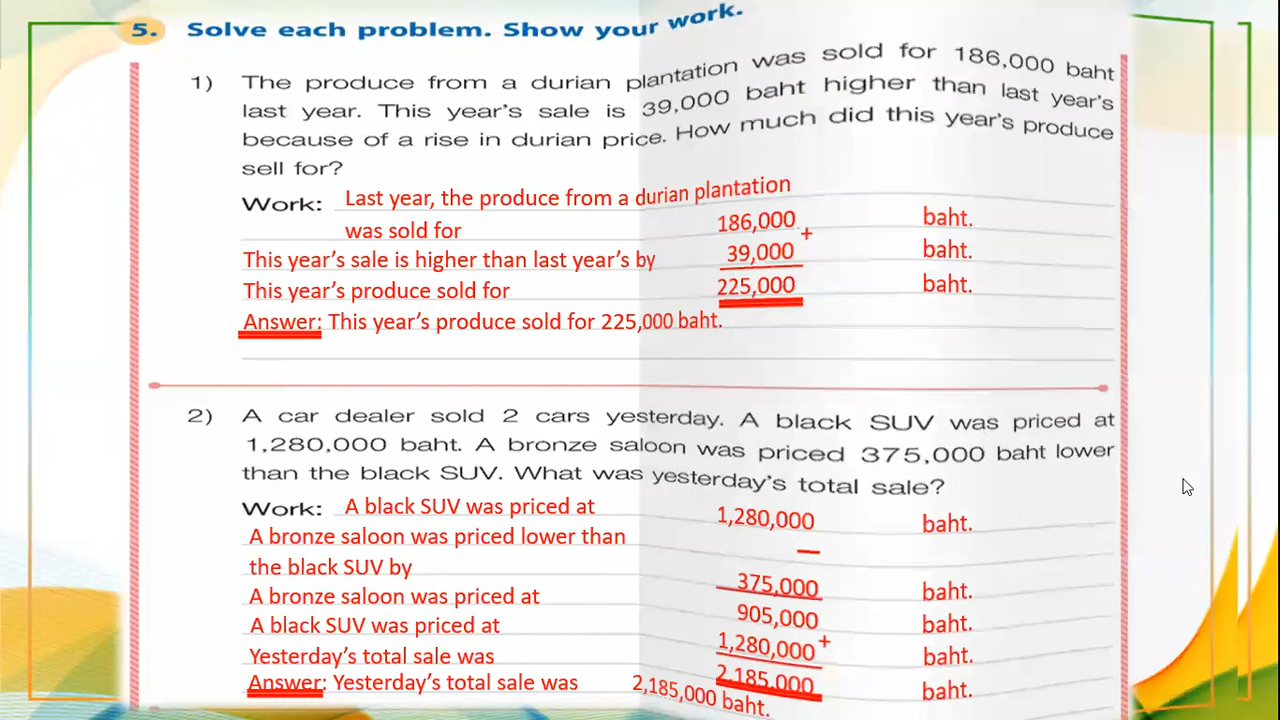 5. Solve each problem. Show your work.
1) The produce from a durian plantation was sold for 186,000 baht
last year. This year's sale is 39,000 baht higher than last year's
because of a rise in durian price. How much did this year's produce
sell for?
Work: Last year, the produce from a durian plantation
was sold for 186,000 baht.
+
This year's sale is higher than last year's by 39,000 baht.
This year's produce sold for 225,000 baht.
Answer: This year's produce sold for 225,000 baht.
2) A car dealer sold 2 cars yesterday. A black SUV was priced at
1,280,000 baht. A bronze saloon was priced 375,000 baht lower
than the black SUV. What was yesterday's total sale?
Work: A black SUV was priced at 1,280,000 baht.
A bronze saloon was priced lower than
–
the black SUV by 375,000 baht.
A bronze saloon was priced at 905,000 baht.
A black SUV was priced at 1,280,000 + baht.
Yesterday's total sale was 2,185,000 baht.
Answer: Yesterday's total sale was 2,185,000 baht.